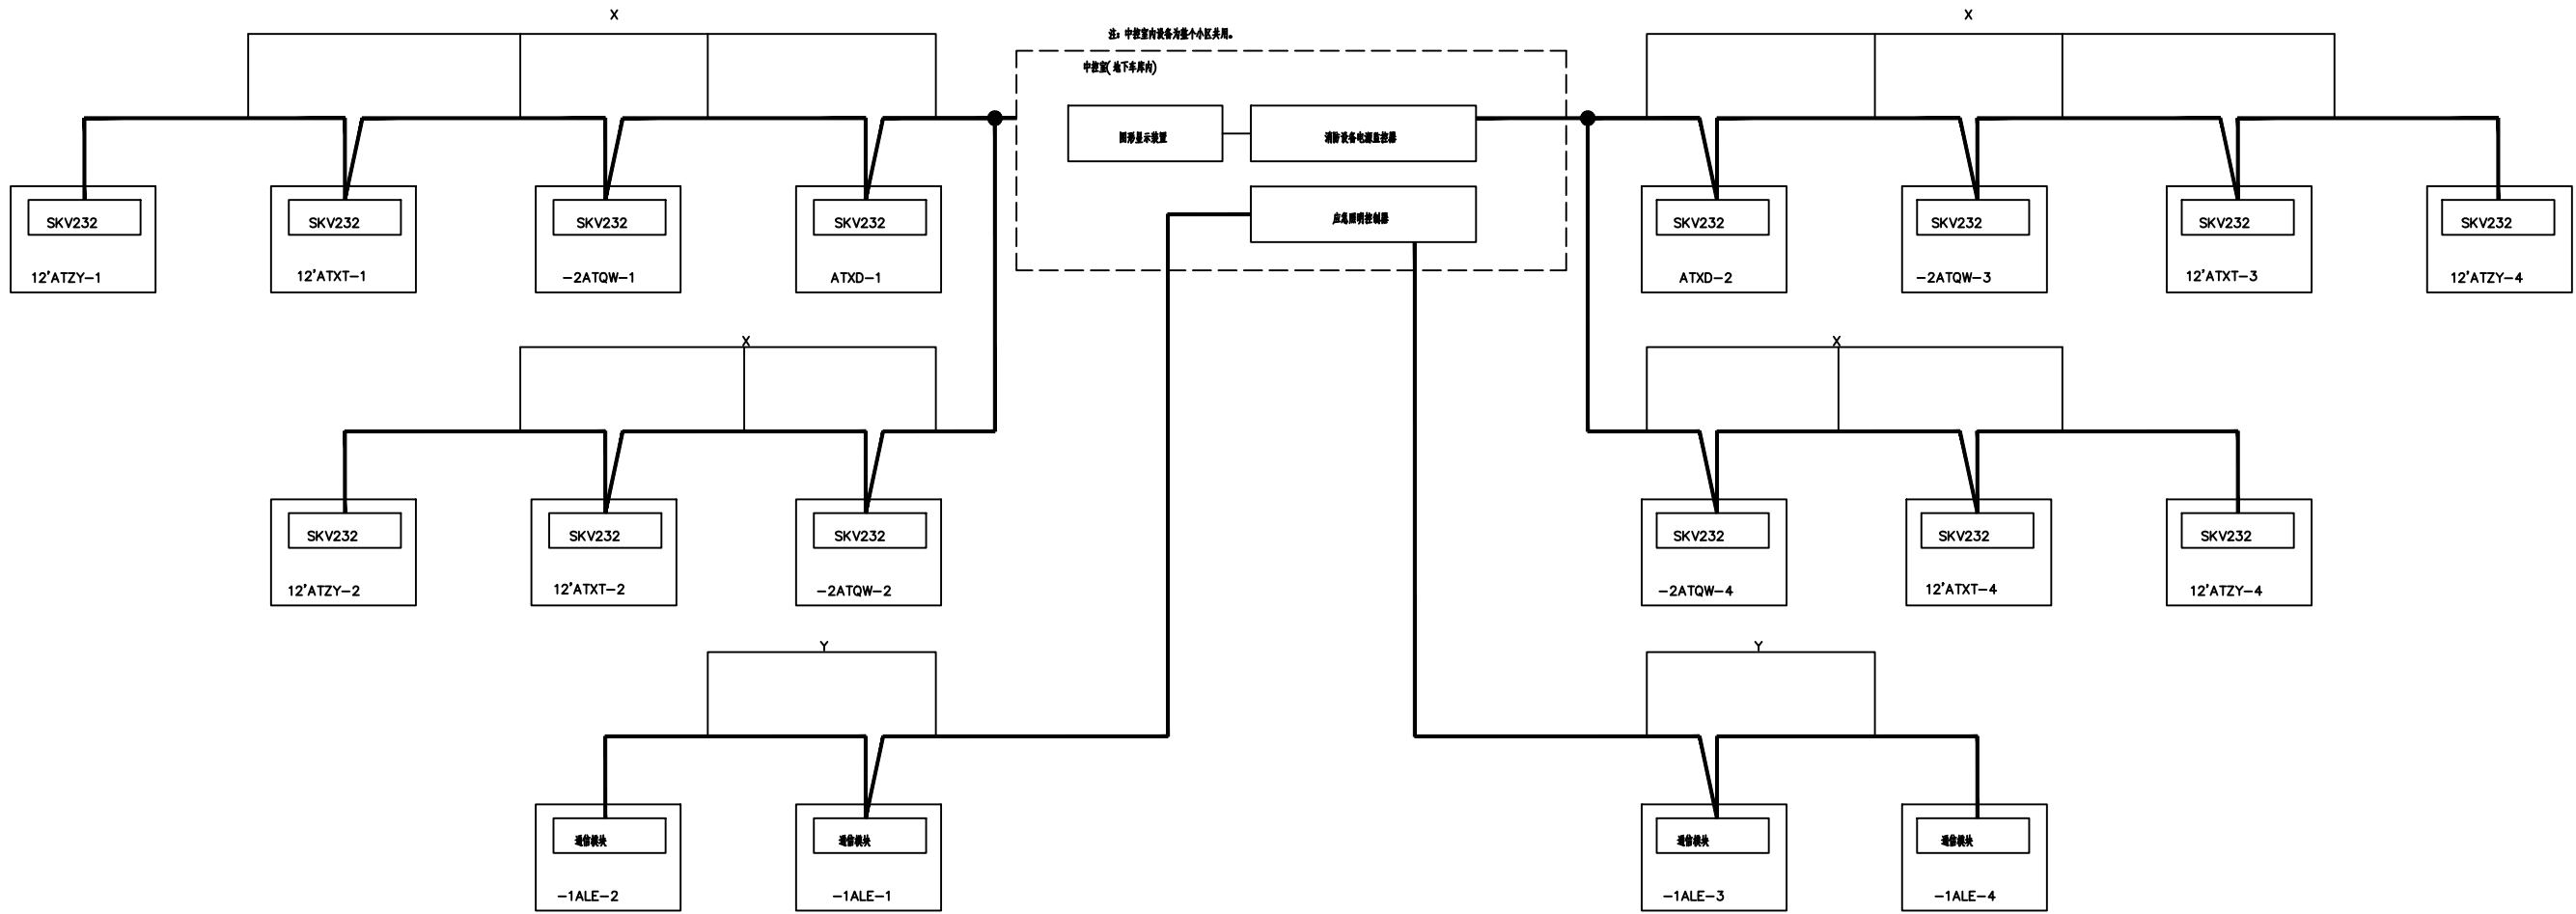 X
X
注：中控室内设备为整个小区共用。
中控室(地下车库内)
图形显示装置
消防设备电源监控器
应急照明控制器
SKV232
SKV232
SKV232
SKV232
SKV232
SKV232
SKV232
SKV232
12'ATZY-1
12'ATXT-1
-2ATQW-1
ATXD-1
ATXD-2
-2ATQW-3
12'ATXT-3
12'ATZY-4
X
X
SKV232
SKV232
SKV232
SKV232
SKV232
SKV232
12'ATZY-2
12'ATXT-2
-2ATQW-2
-2ATQW-4
12'ATXT-4
12'ATZY-4
Y
Y
通信模块
通信模块
通信模块
通信模块
-1ALE-2
-1ALE-1
-1ALE-3
-1ALE-4